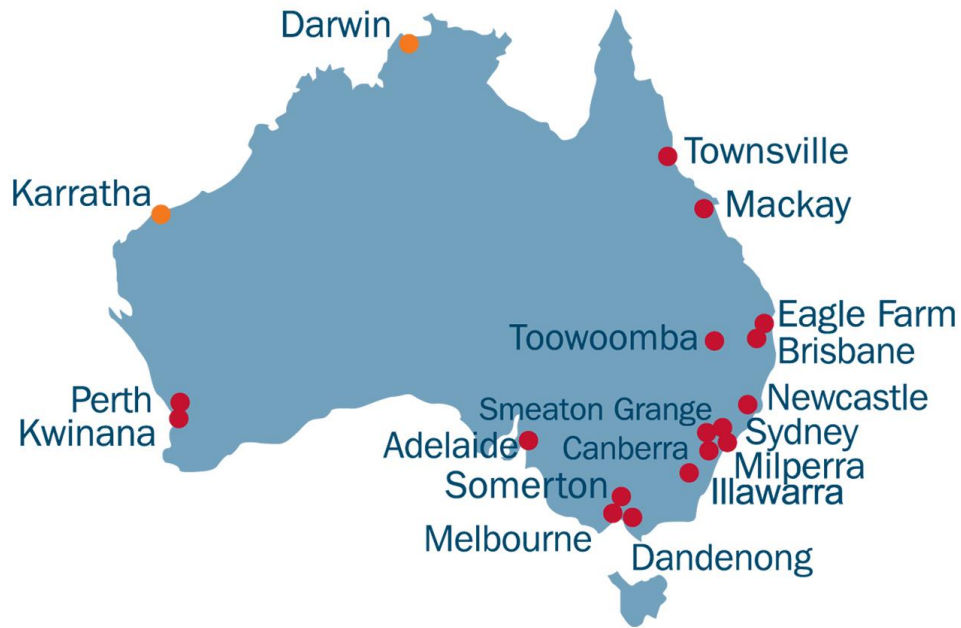 Darwin
Townsville
Karratha
Mackay
Eagle Farm
Toowoomba
Brisbane
Newcastle
Perth
Smeaton Grange
Kwinana
Sydney
Adelaide
Canberra
Milperra
Somerton
Illawarra
Melbourne
Dandenong